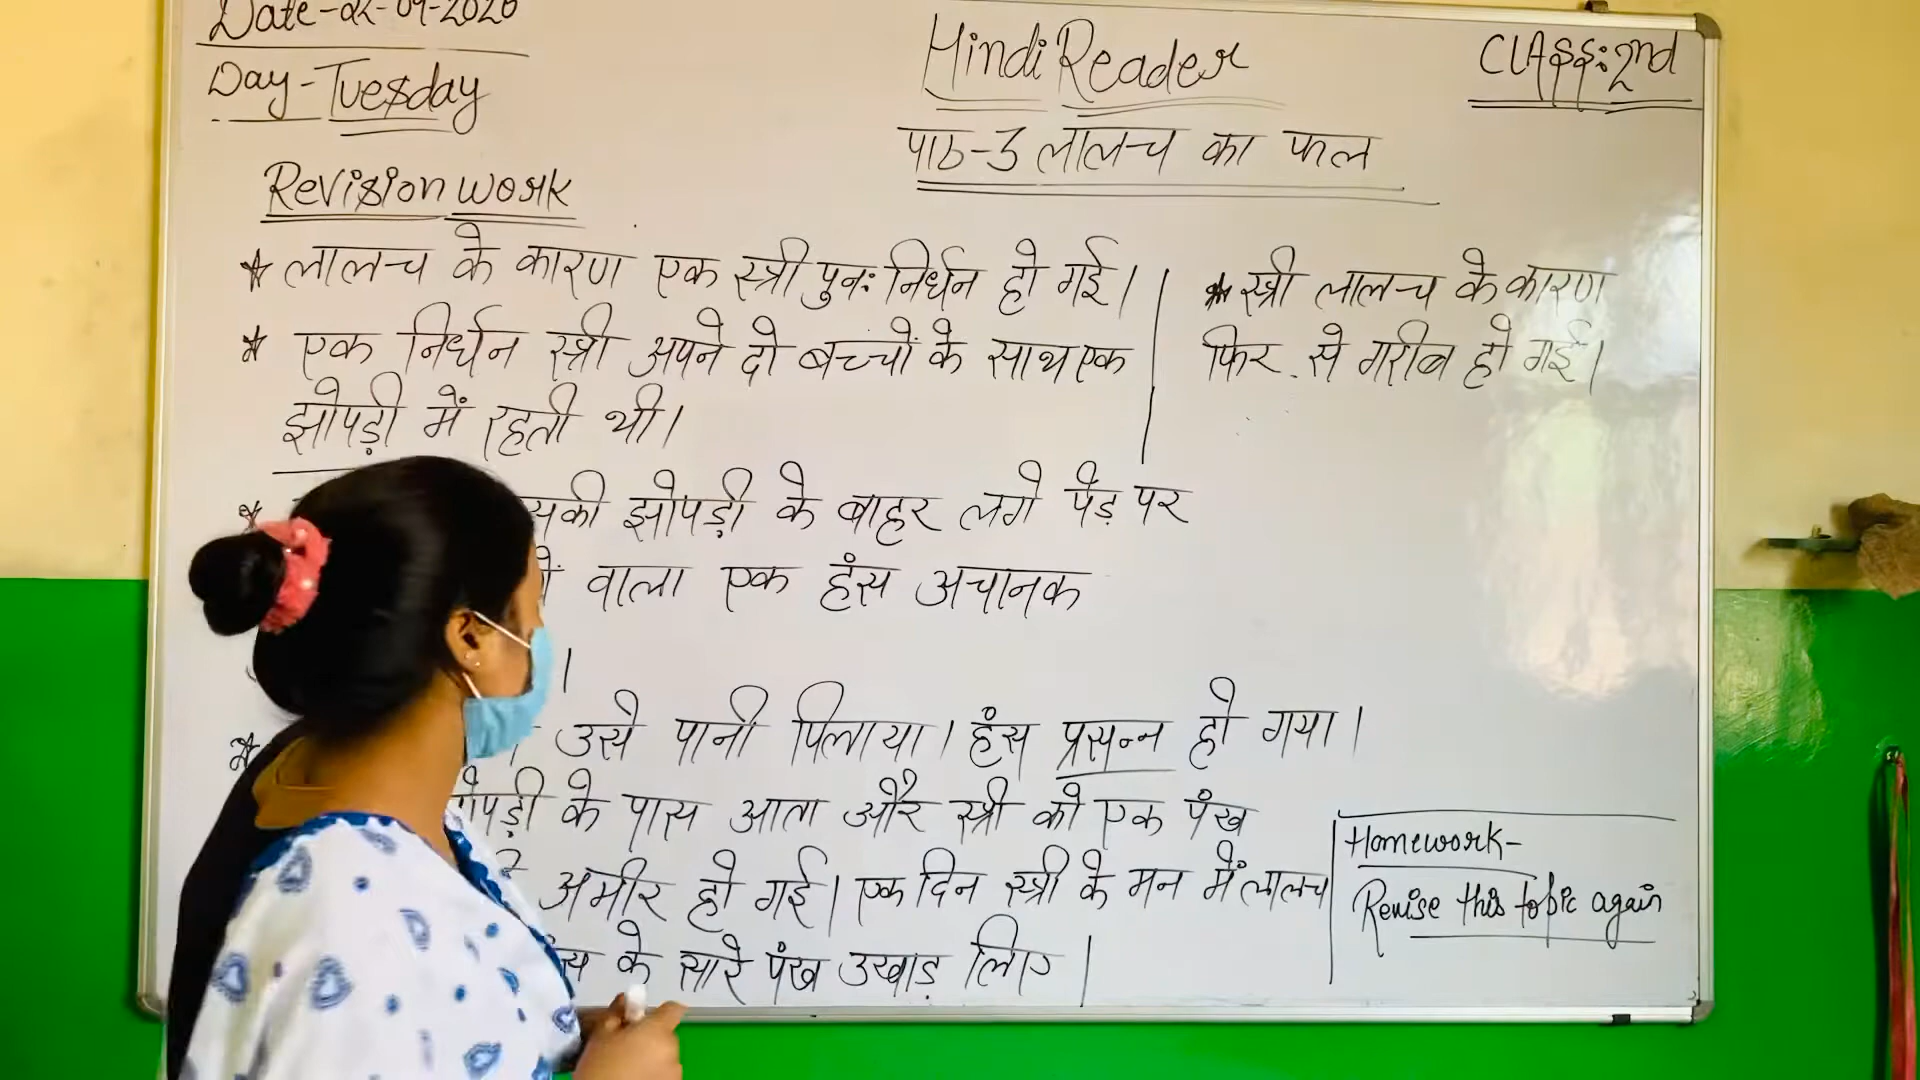 Date-22-09-2020
Day-Tuesday
Hindi Reader
CLASS:2nd
पाठ-3 लालच का फल
Revision work
★ लालच के कारण एक स्त्री पुनः निर्धन हो गई।
★ एक निर्धन स्त्री अपने दो बच्चों के साथ एक
झोपड़ी में रहती थी।
★ स्त्री लालच के कारण
फिर से गरीब हो गई।
की झोपड़ी के बाहर लगे पेड़ पर
वाला एक हंस अचानक
।
★ उसे पानी पिलाया। हंस प्रसन्न हो गया।
के पास आता और स्त्री को एक पंख
अमीर हो गई। एक दिन स्त्री के मन में लालच
के सारे पंख उखाड़ लिए।
Homework-
Revise this topic again